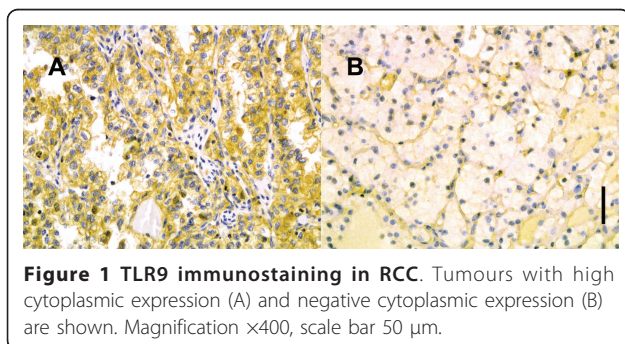 A
B
Figure 1 TLR9 immunostaining in RCC. Tumours with high
cytoplasmic expression (A) and negative cytoplasmic expression (B)
are shown. Magnification ×400, scale bar 50 μm.